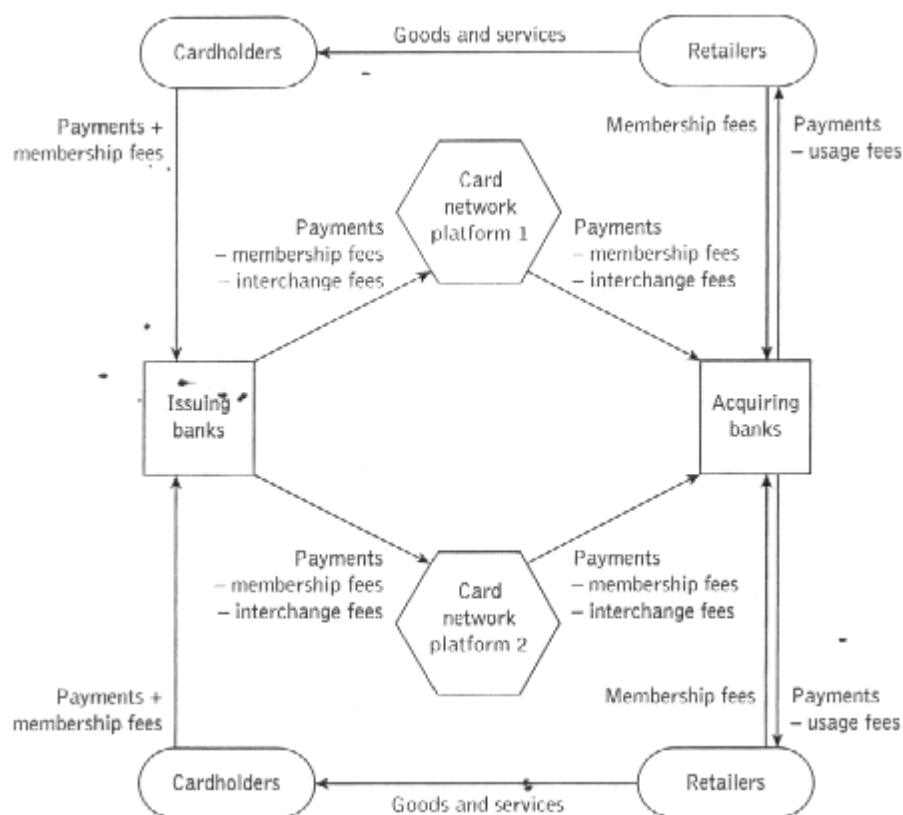 Goods and services
Cardholders
Retailers
Payments +
membership fees
Membership fees
Payments
– usage fees
Card
network
platform 1
Payments
– membership fees
– interchange fees
Payments
– membership fees
– interchange fees
Issuing
banks
Acquiring
banks
Payments
– membership fees
– interchange fees
Payments
– membership fees
– interchange fees
Card
network
platform 2
Payments +
membership fees
Membership fees
Payments
– usage fees
Cardholders
Retailers
Goods and services